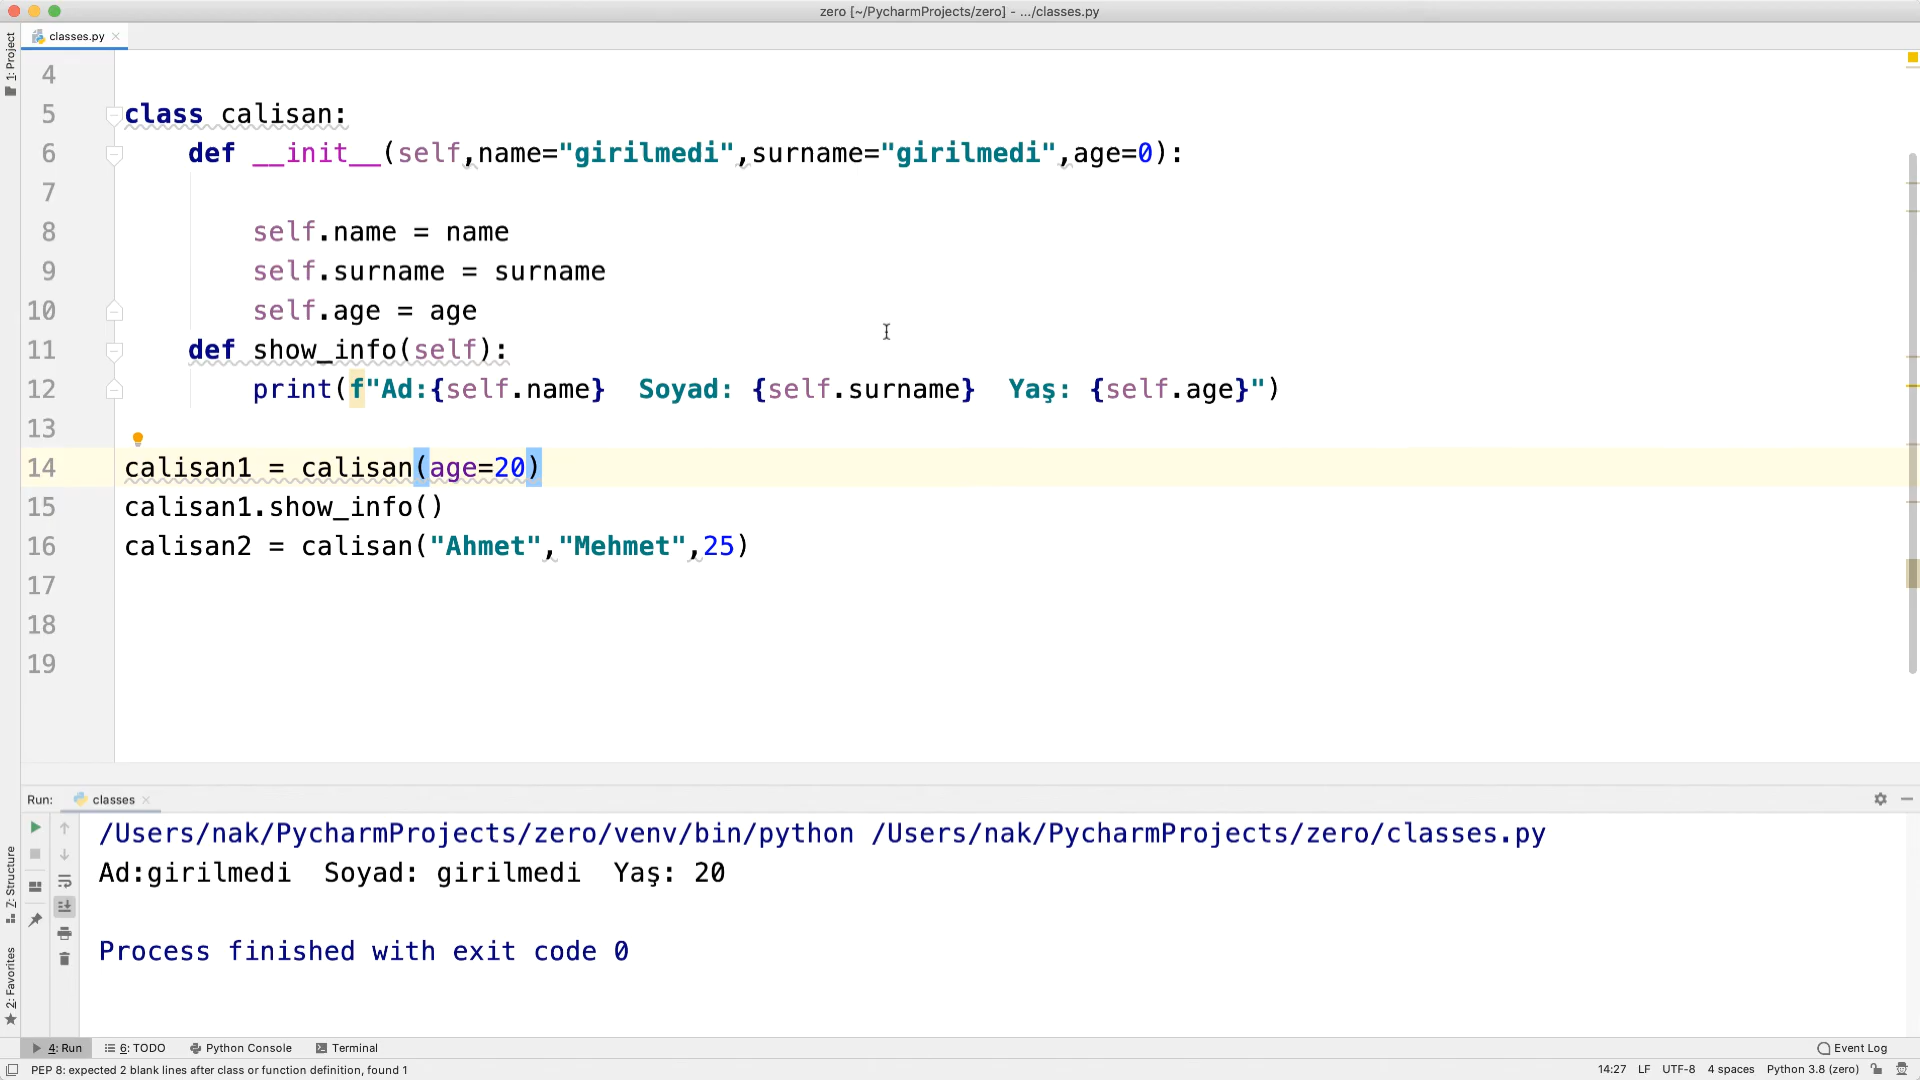 zero [~/PycharmProjects/zero] - .../classes.py
1: Project
classes.py
4
5 class calisan:
6     def __init__(self,name="girilmedi",surname="girilmedi",age=0):
7
8         self.name = name
9         self.surname = surname
10         self.age = age
11     def show_info(self):
12         print(f"Ad:{self.name}  Soyad: {self.surname}  Yaş: {self.age}")
13
14 calisan1 = calisan(age=20)
15 calisan1.show_info()
16 calisan2 = calisan("Ahmet","Mehmet",25)
17
18
19
Run: classes
/Users/nak/PycharmProjects/zero/venv/bin/python /Users/nak/PycharmProjects/zero/classes.py
Ad:girilmedi  Soyad: girilmedi  Yaş: 20
Process finished with exit code 0
Z: Structure
2: Favorites
4: Run 6: TODO Python Console Terminal Event Log
PEP 8: expected 2 blank lines after class or function definition, found 1 14:27 LF UTF-8 4 spaces Python 3.8 (zero)